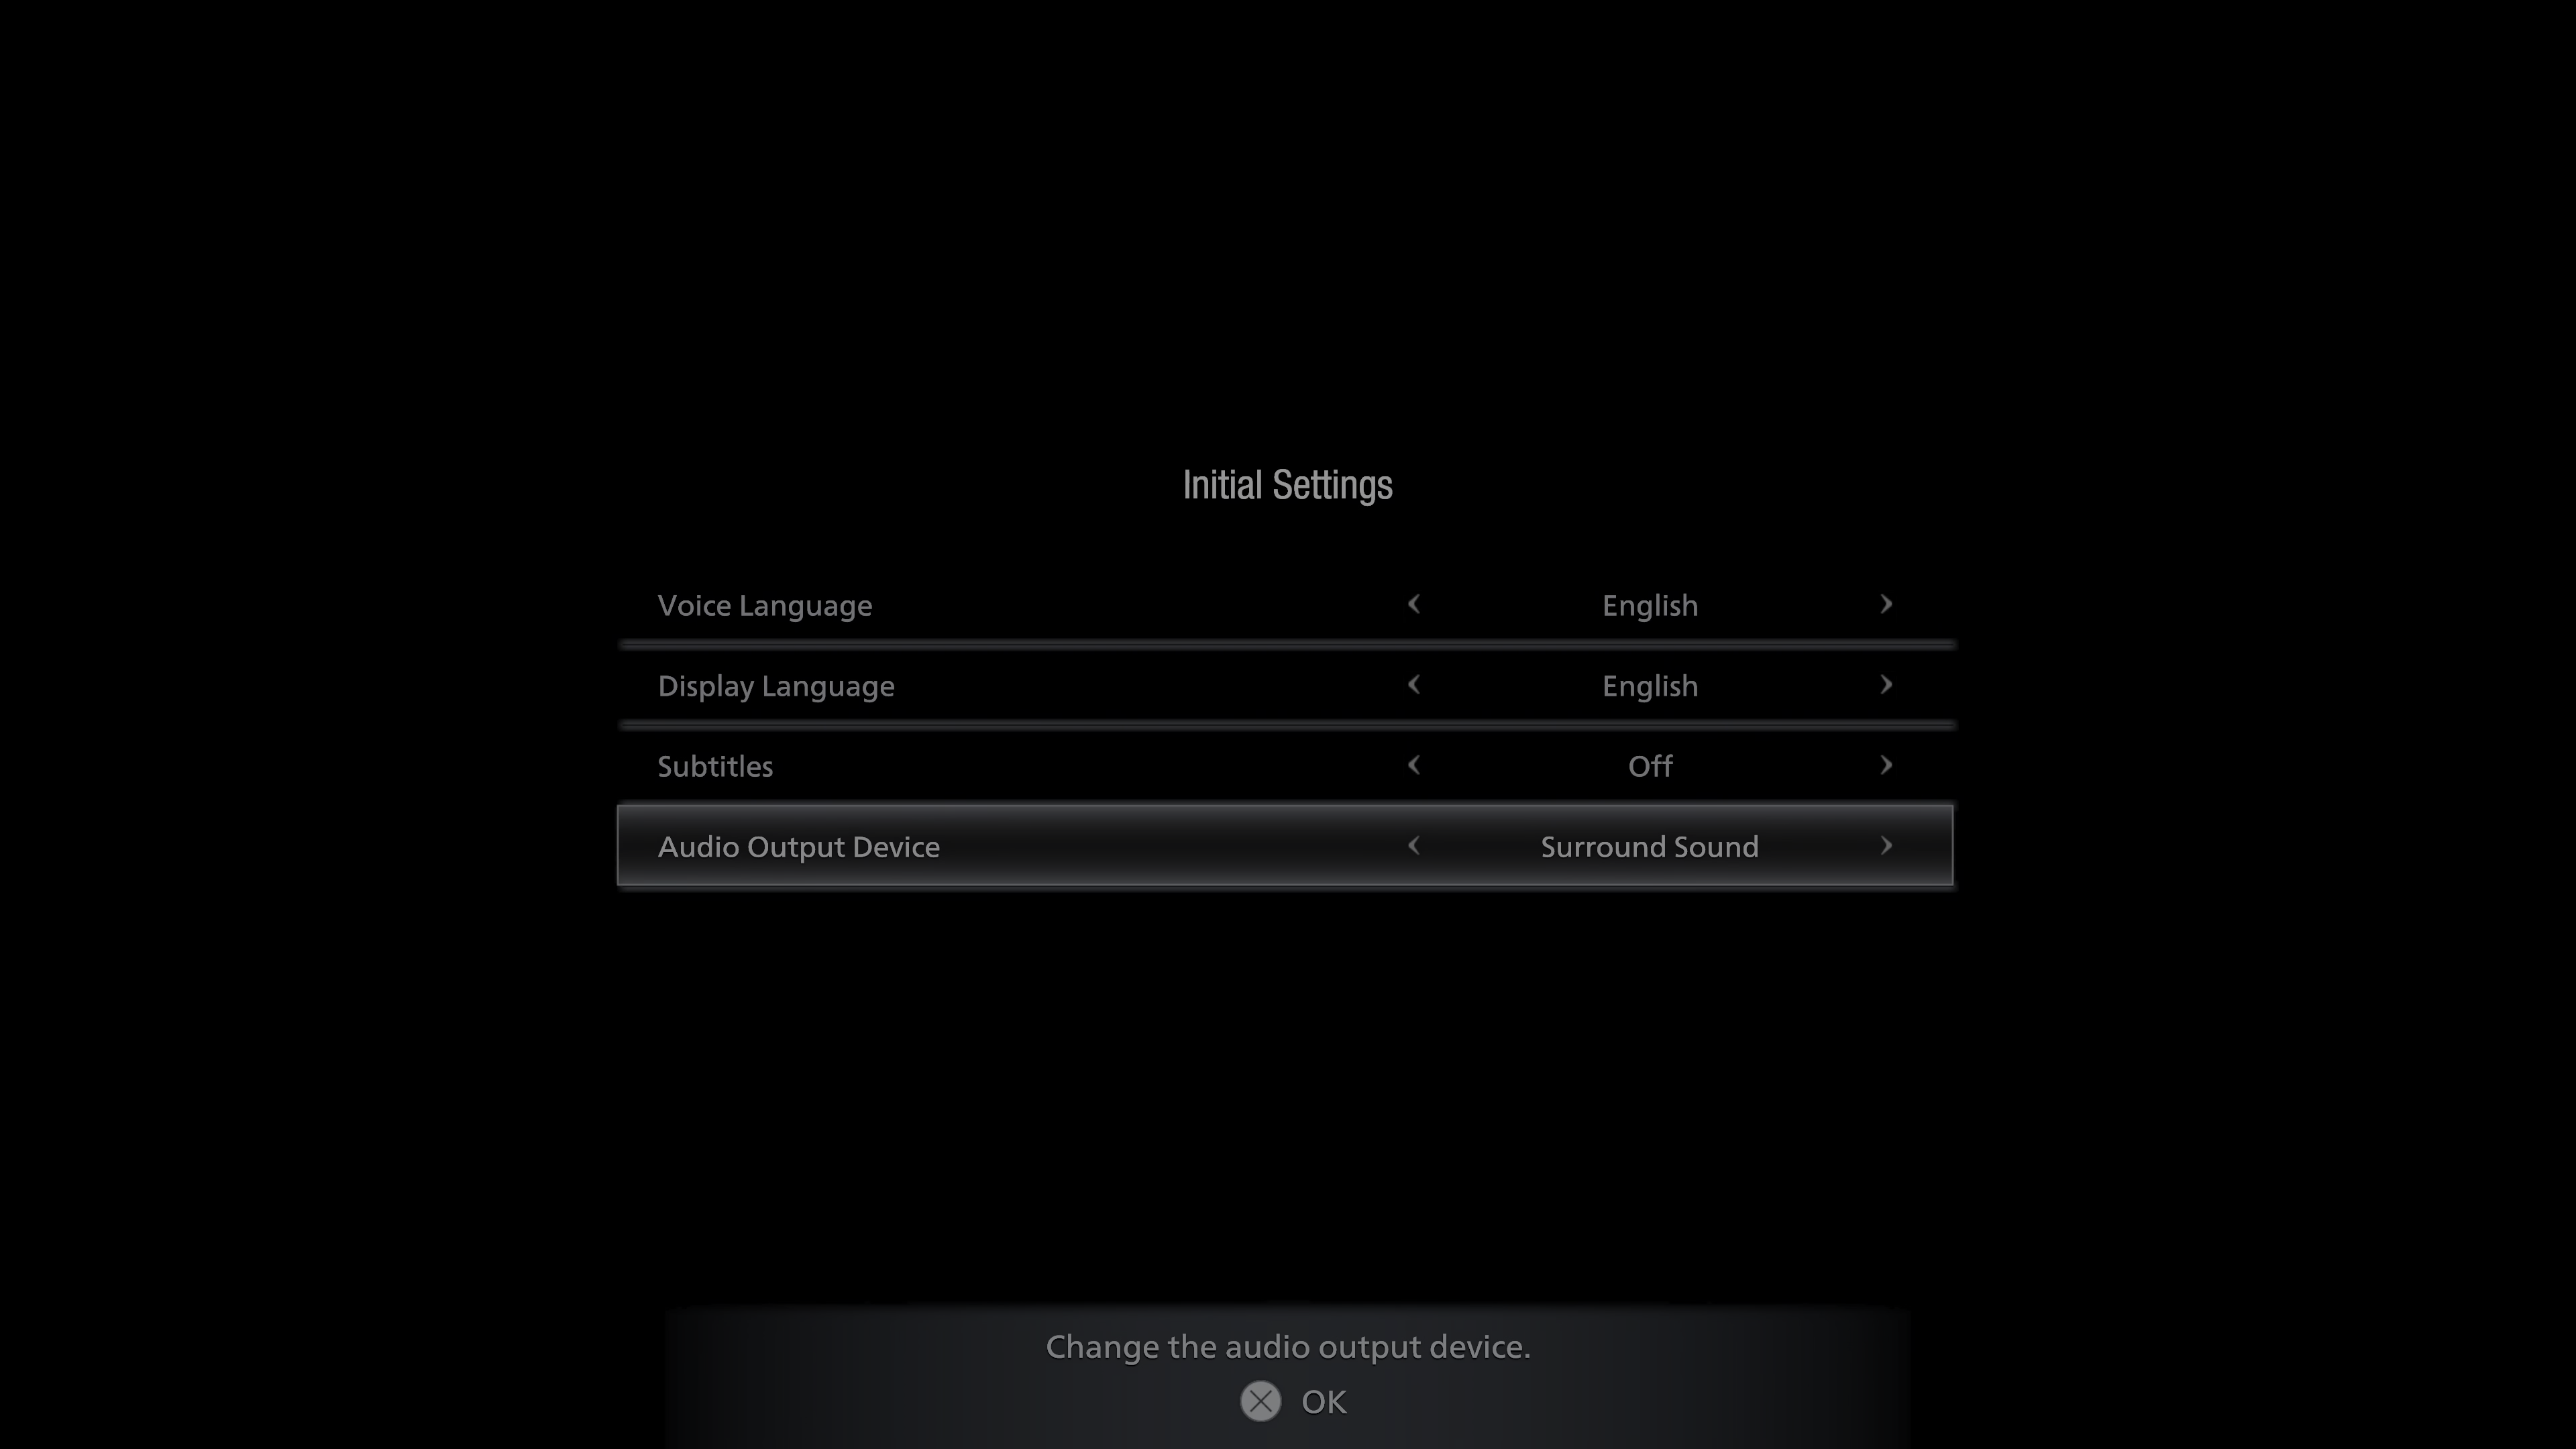 Initial Settings
Voice Language English
Display Language English
Subtitles Off
Audio Output Device Surround Sound
Change the audio output device.
OK